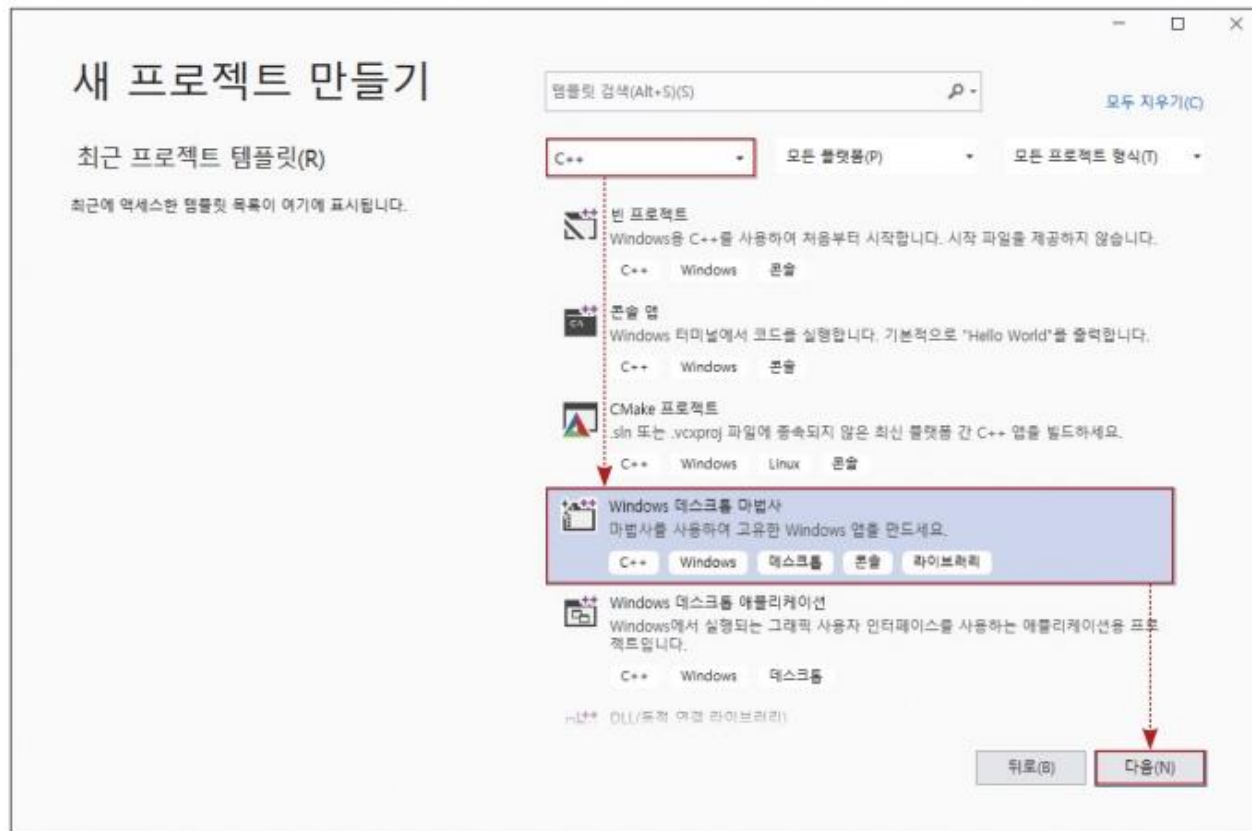 새 프로젝트 만들기
최근 프로젝트 템플릿(R)
최근에 액세스한 템플릿 목록이 여기에 표시됩니다.
템플릿 검색(Alt+S)(S)
모두 지우기(C)
C++
모든 플랫폼(P)
모든 프로젝트 형식(T)
빈 프로젝트
Windows용 C++를 사용하여 처음부터 시작합니다. 시작 파일을 제공하지 않습니다.
C++ Windows 콘솔
콘솔 앱
Windows 터미널에서 코드를 실행합니다. 기본적으로 "Hello World"를 출력합니다.
C++ Windows 콘솔
CMake 프로젝트
.sln 또는 .vcxproj 파일에 종속되지 않은 최신 플랫폼 간 C++ 앱을 빌드하세요.
C++ Windows Linux 콘솔
Windows 데스크톱 마법사
마법사를 사용하여 고유한 Windows 앱을 만드세요.
C++ Windows 데스크톱 콘솔 라이브러리
Windows 데스크톱 애플리케이션
Windows에서 실행되는 그래픽 사용자 인터페이스를 사용하는 애플리케이션용 프로
젝트입니다.
C++ Windows 데스크톱
DLL(동적 연결 라이브러리)
뒤로(B)
다음(N)